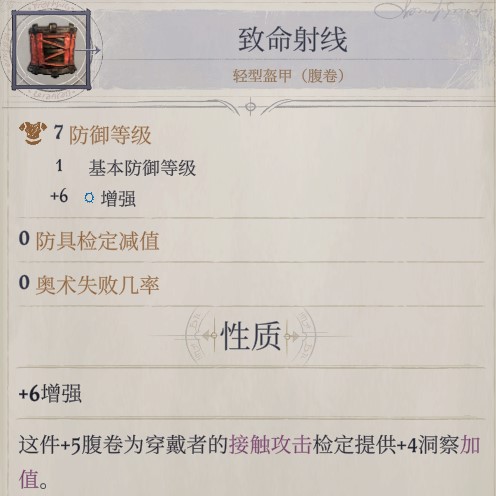 致命射线
轻型盔甲（腹卷）
7 防御等级
1 基本防御等级
+6 增强
0 防具检定减值
0 奥术失败几率
性质
+6增强
这件+5腹卷为穿戴者的接触攻击检定提供+4洞察加
值。